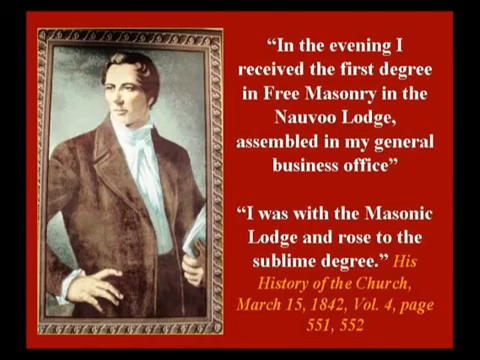 “In the evening I
received the first degree
in Free Masonry in the
Nauvoo Lodge,
assembled in my general
business office”
“I was with the Masonic
Lodge and rose to the
sublime degree.” His
History of the Church,
March 15, 1842, Vol. 4, page
551, 552